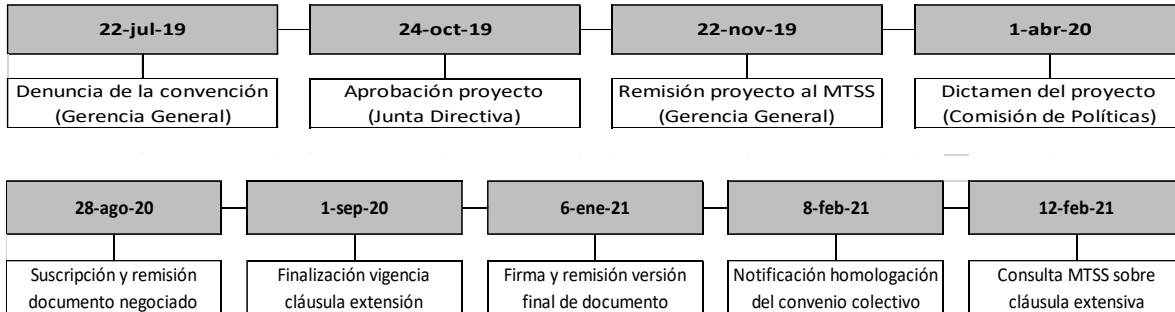 22-jul-19
24-oct-19
22-nov-19
1-abr-20
Denuncia de la convención
(Gerencia General)
Aprobación proyecto
(Junta Directiva)
Remisión proyecto al MTSS
(Gerencia General)
Dictamen del proyecto
(Comisión de Políticas)
28-ago-20
1-sep-20
6-ene-21
8-feb-21
12-feb-21
Suscripción y remisión
documento negociado
Finalización vigencia
cláusula extensión
Firma y remisión versión
final de documento
Notificación homologación
del convenio colectivo
Consulta MTSS sobre
cláusula extensiva